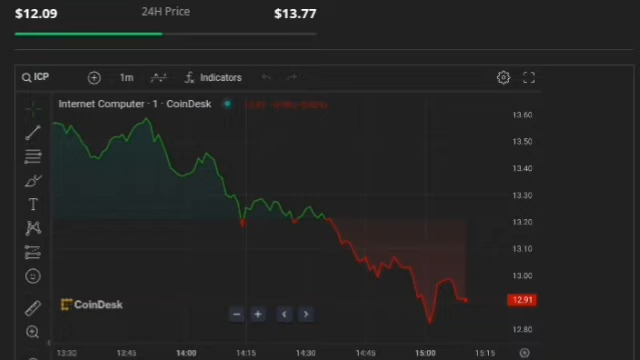 $12.09 24H Price $13.77
ICP 1m Indicators
Internet Computer · 1 · CoinDesk
13.60
13.50
13.40
13.30
13.20
13.10
13.00
12.91
12.80
CoinDesk
13:30 13:45 14:00 14:15 14:30 14:45 15:00 15:15